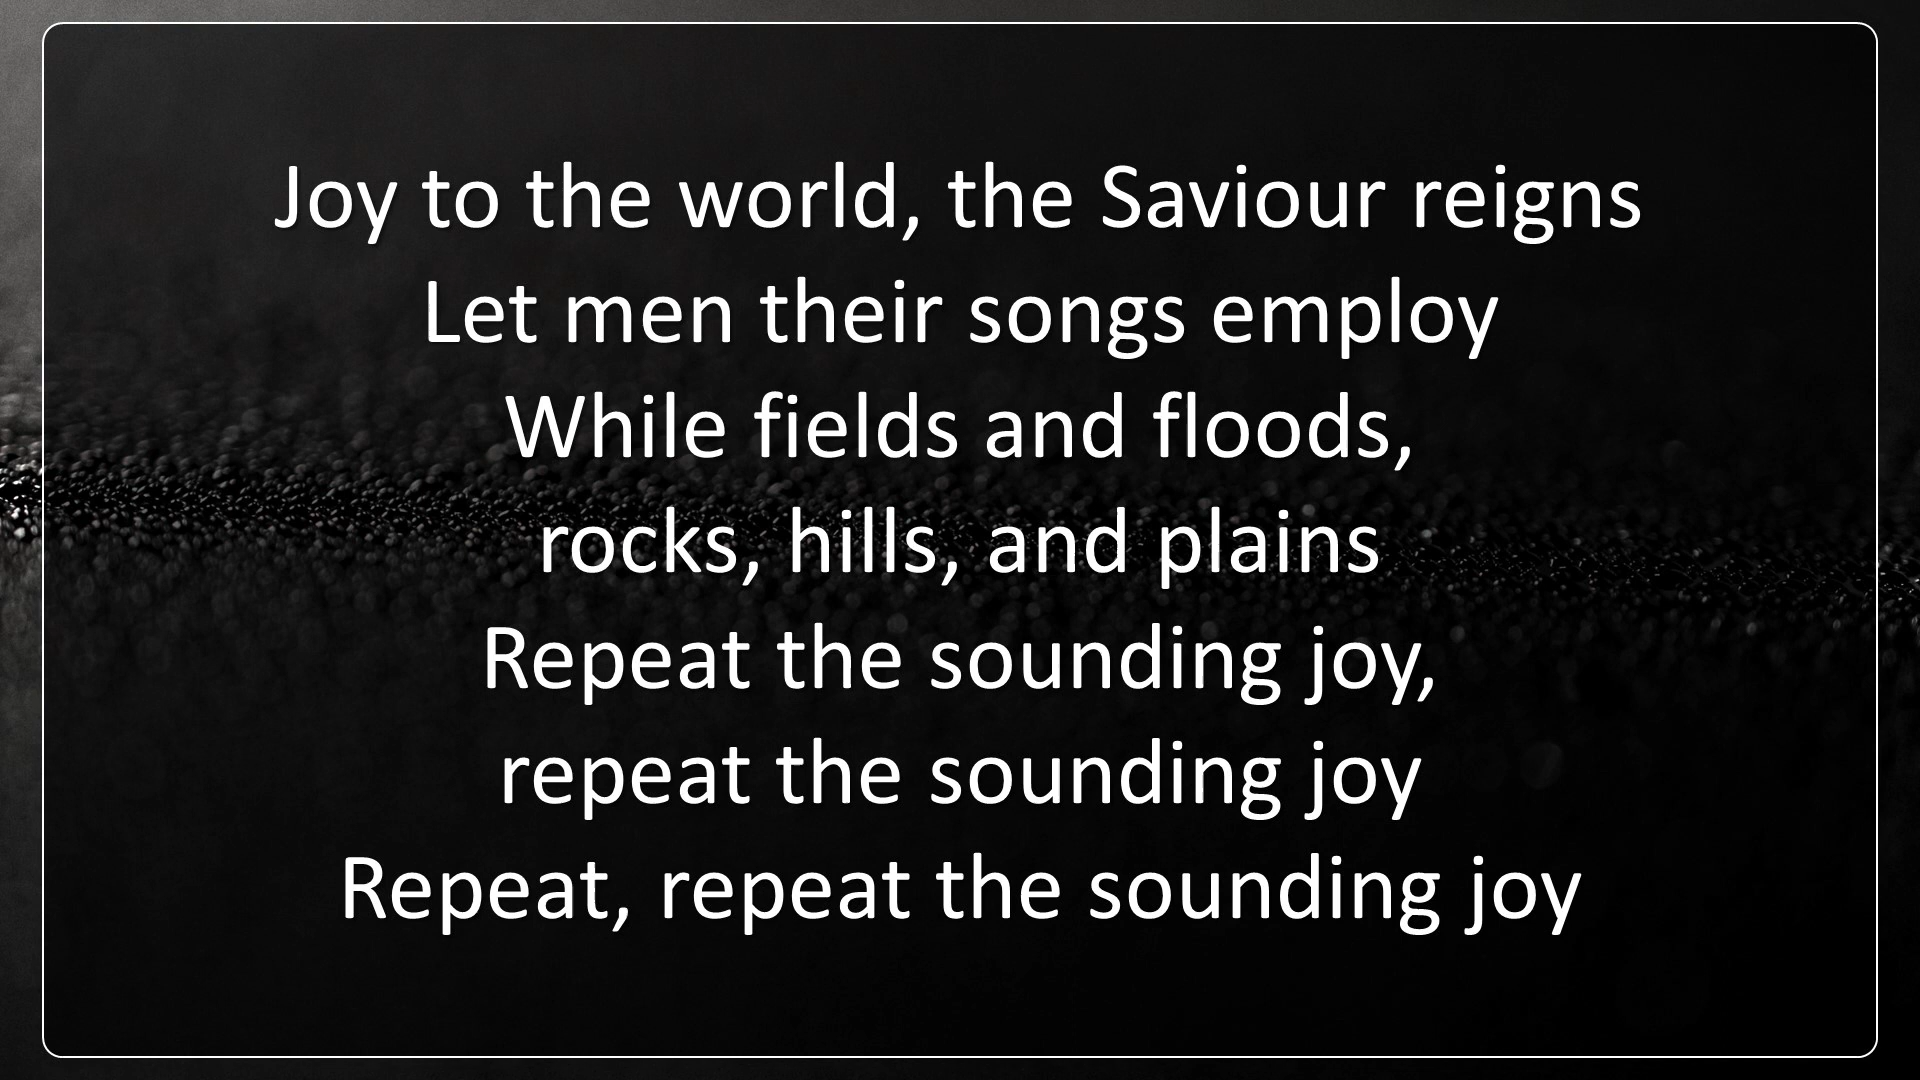 Joy to the world, the Saviour reigns
Let men their songs employ
While fields and floods,
rocks, hills, and plains
Repeat the sounding joy,
repeat the sounding joy
Repeat, repeat the sounding joy